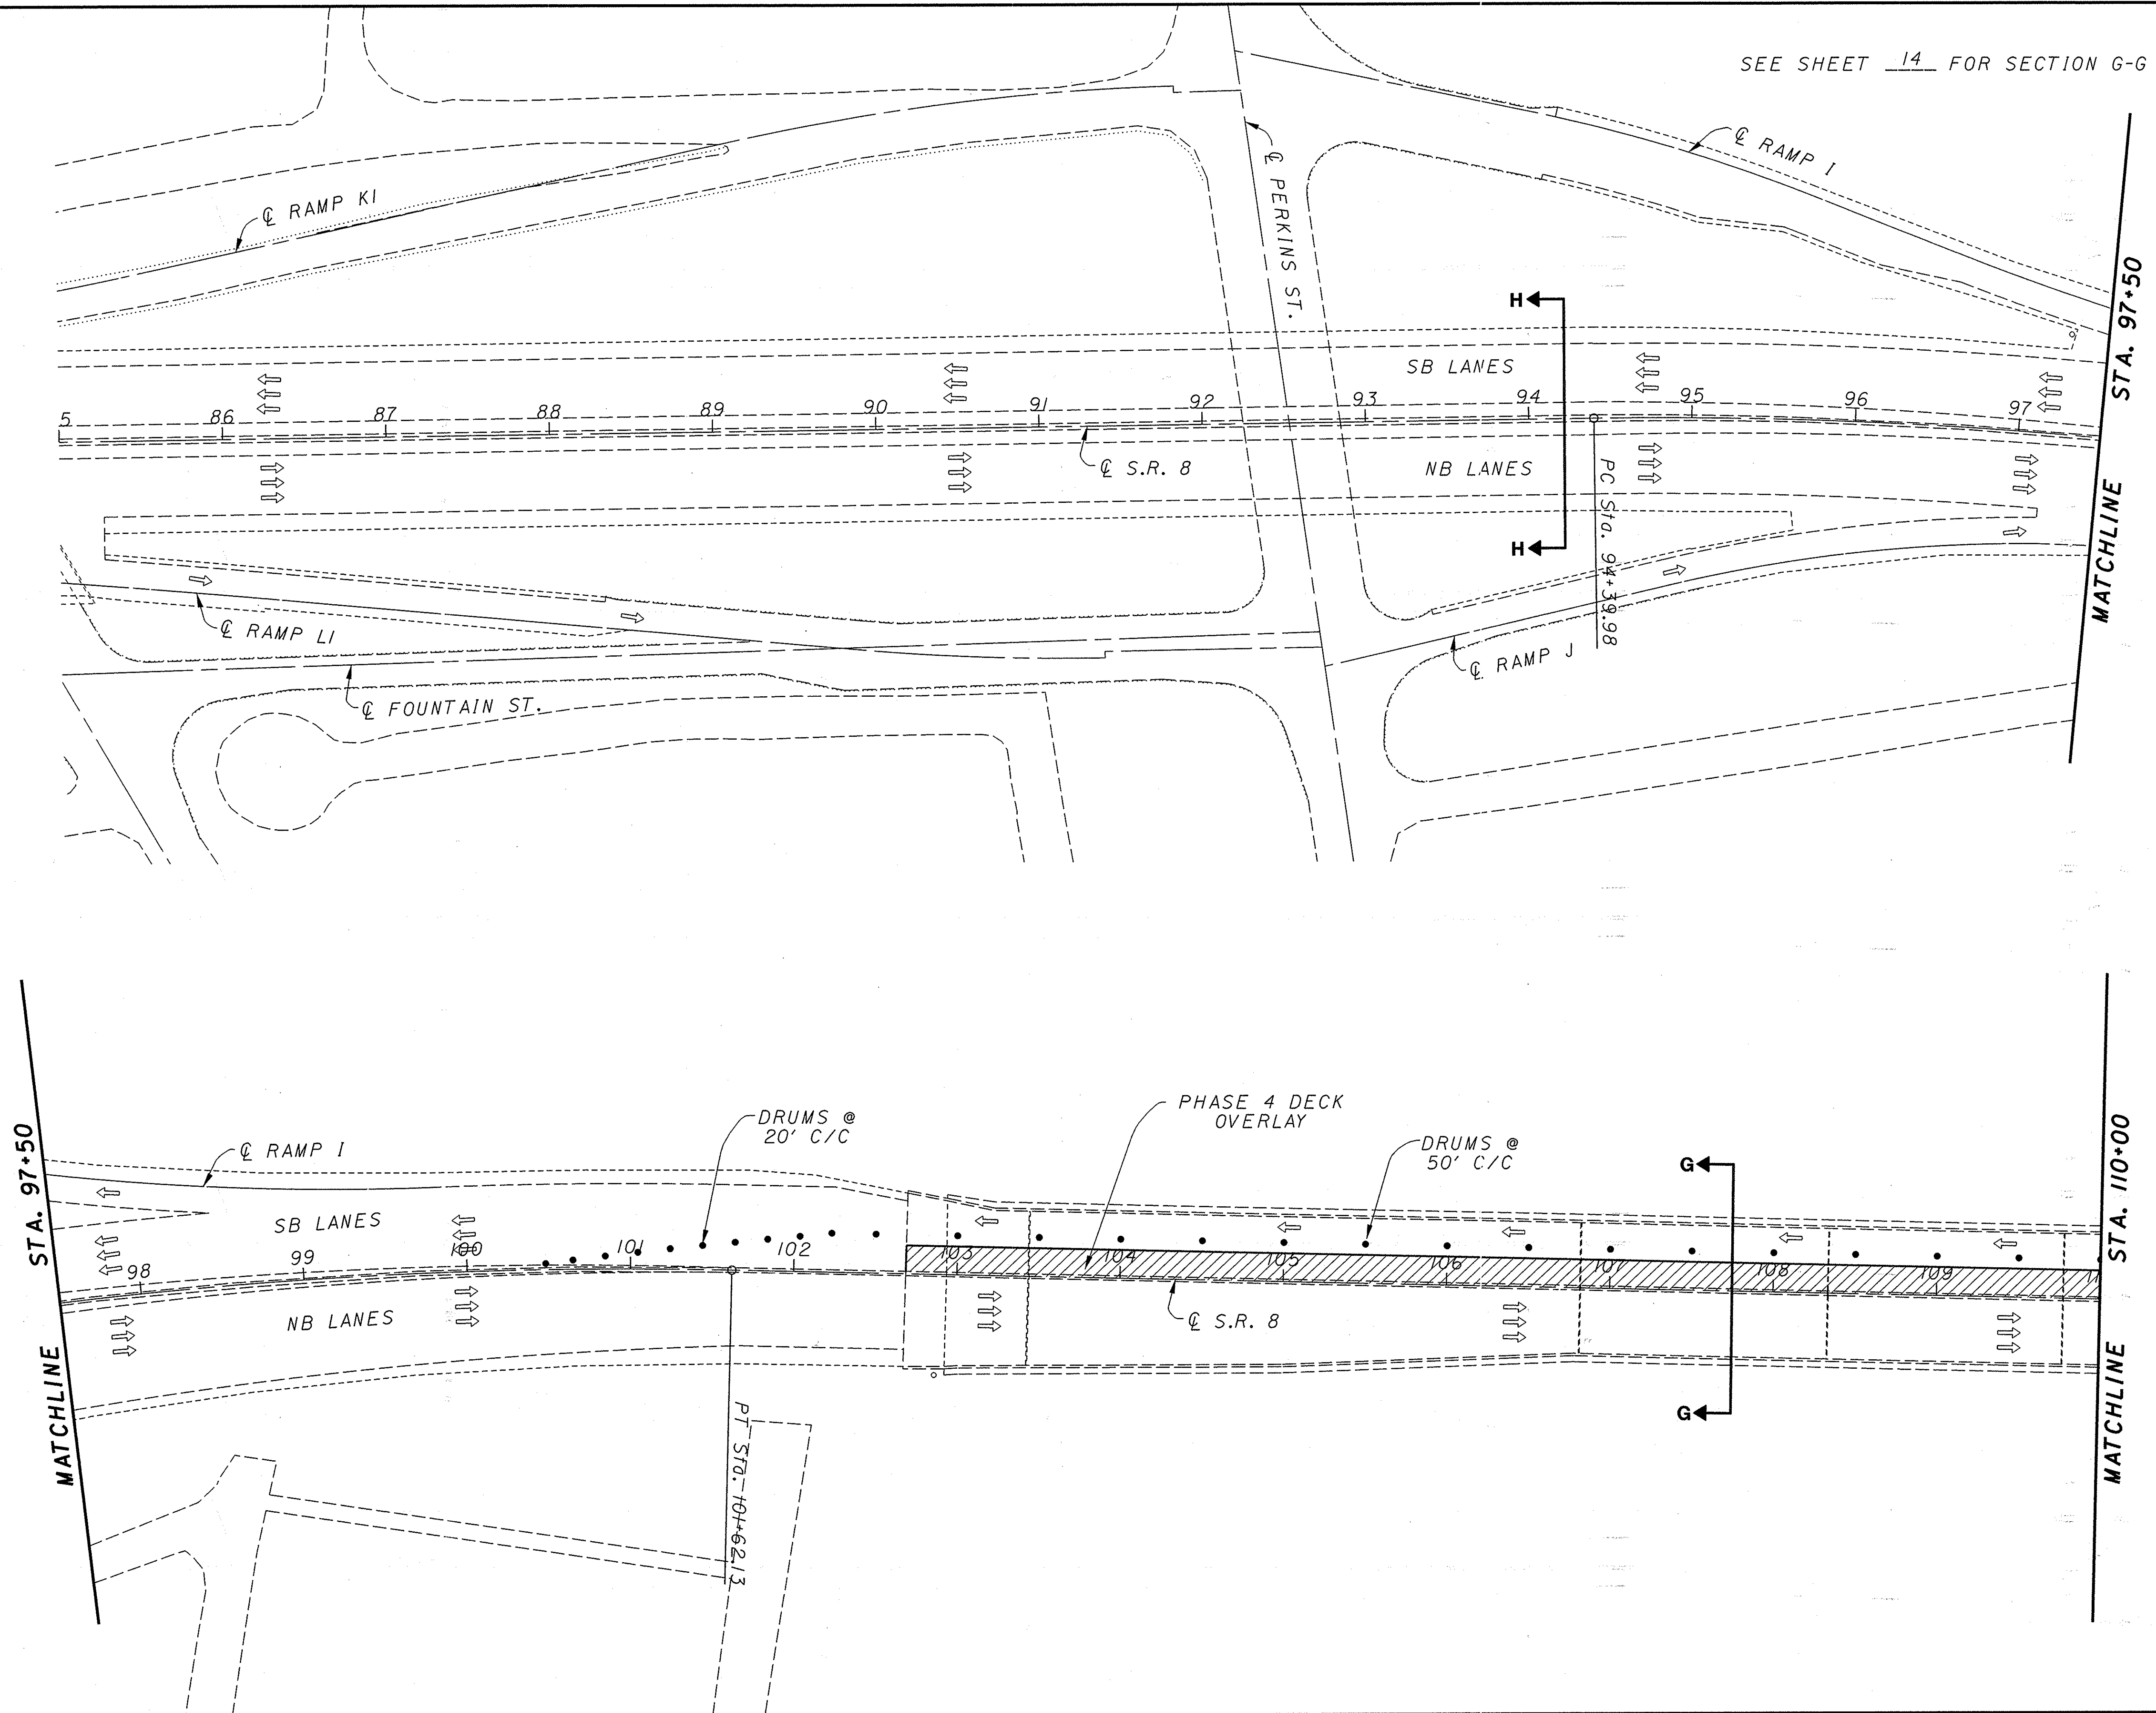 SEE SHEET 14 FOR SECTION G-G
℄ RAMP I
℄ RAMP K1
℄ PERKINS ST.
STA. 97+50
MATCHLINE
H
SB LANES
5 86 87 88 89 90 91 92 93 94 95 96 97
℄ S.R. 8
NB LANES
H
PC Sta. 94+39.98
℄ RAMP L1
℄ RAMP J
℄ FOUNTAIN ST.
STA. 97+50
MATCHLINE
℄ RAMP I
DRUMS @
20' C/C
PHASE 4 DECK
OVERLAY
DRUMS @
50' C/C
G
STA. 110+00
MATCHLINE
SB LANES
98 99 100 101 102 103 104 105 106 107 108 109 11
NB LANES
℄ S.R. 8
G
PT Sta. 101+62.13